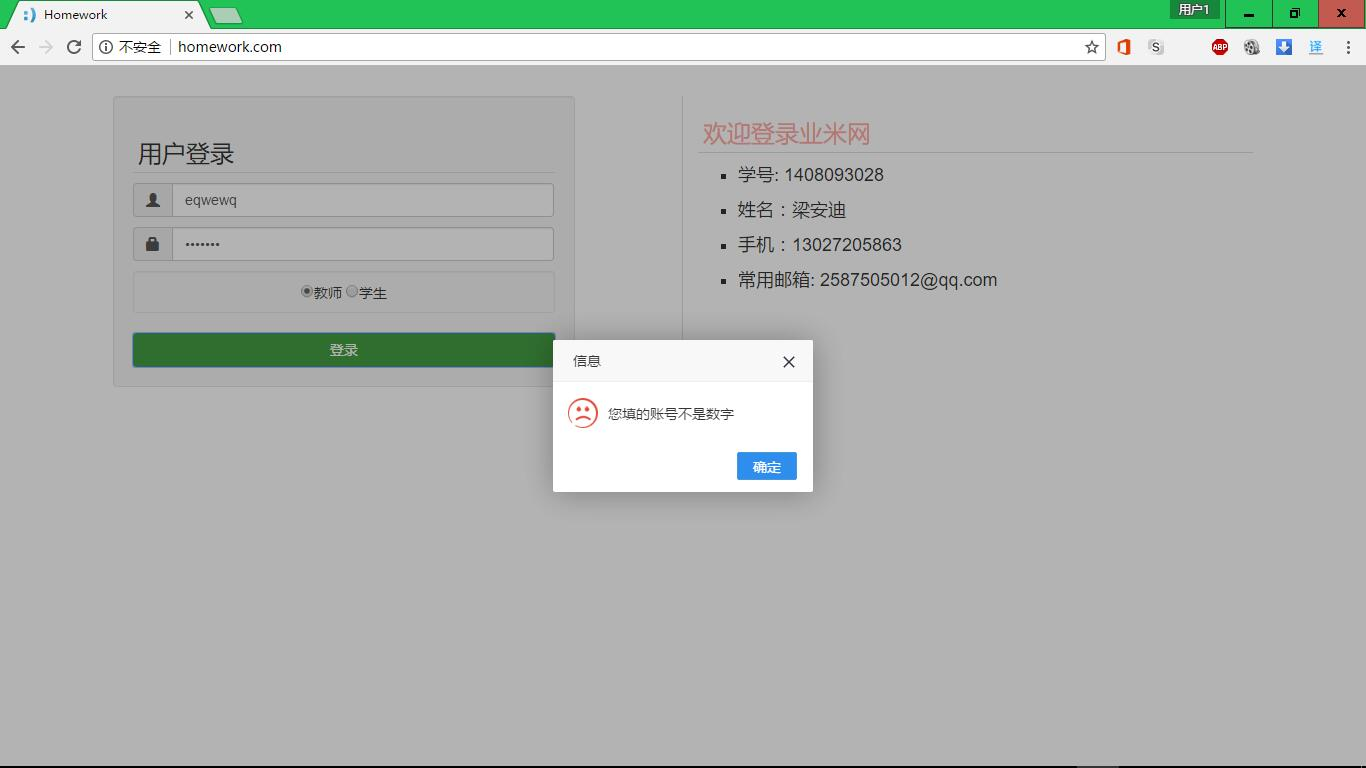 Homework
用户1
不安全 homework.com
S
ABP
译
用户登录
eqwewq
•••••••
教师 学生
登录
欢迎登录业米网
学号: 1408093028
姓名：梁安迪
手机：13027205863
常用邮箱: 2587505012@qq.com
信息
您填的账号不是数字
确定